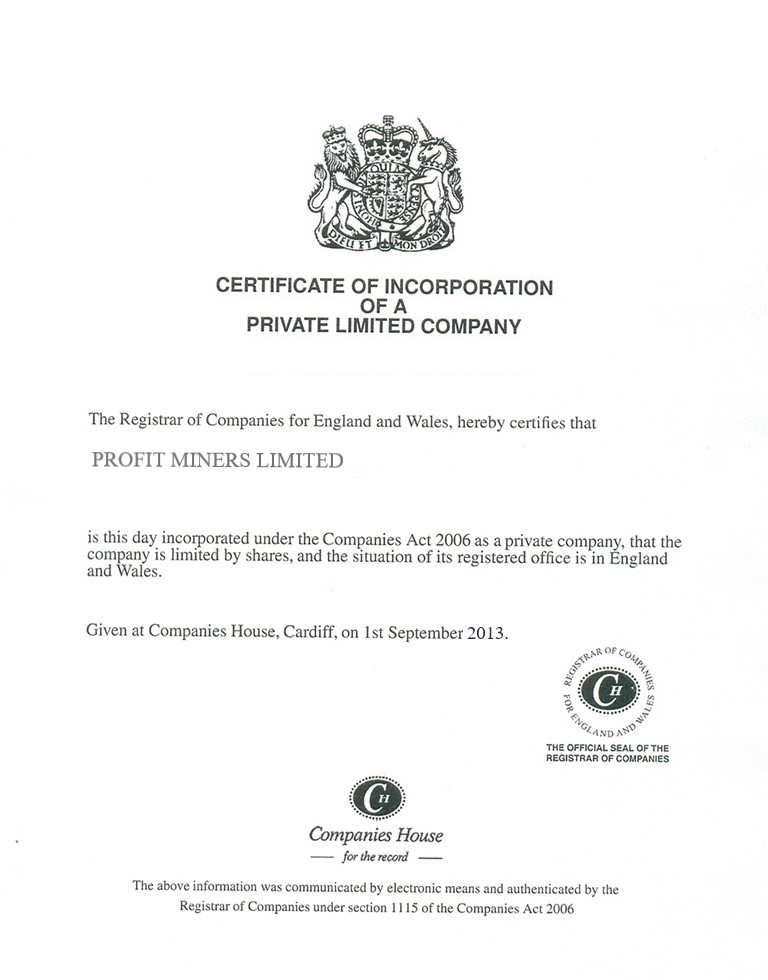 DIEU ET MON DROIT
CERTIFICATE OF INCORPORATION
OF A
PRIVATE LIMITED COMPANY
The Registrar of Companies for England and Wales, hereby certifies that
PROFIT MINERS LIMITED
is this day incorporated under the Companies Act 2006 as a private company, that the
company is limited by shares, and the situation of its registered office is in England
and Wales.
Given at Companies House, Cardiff, on 1st September 2013.
REGISTRAR OF COMPANIES
FOR ENGLAND AND WALES
CH
THE OFFICIAL SEAL OF THE
REGISTRAR OF COMPANIES
CH
Companies House
for the record
The above information was communicated by electronic means and authenticated by the
Registrar of Companies under section 1115 of the Companies Act 2006